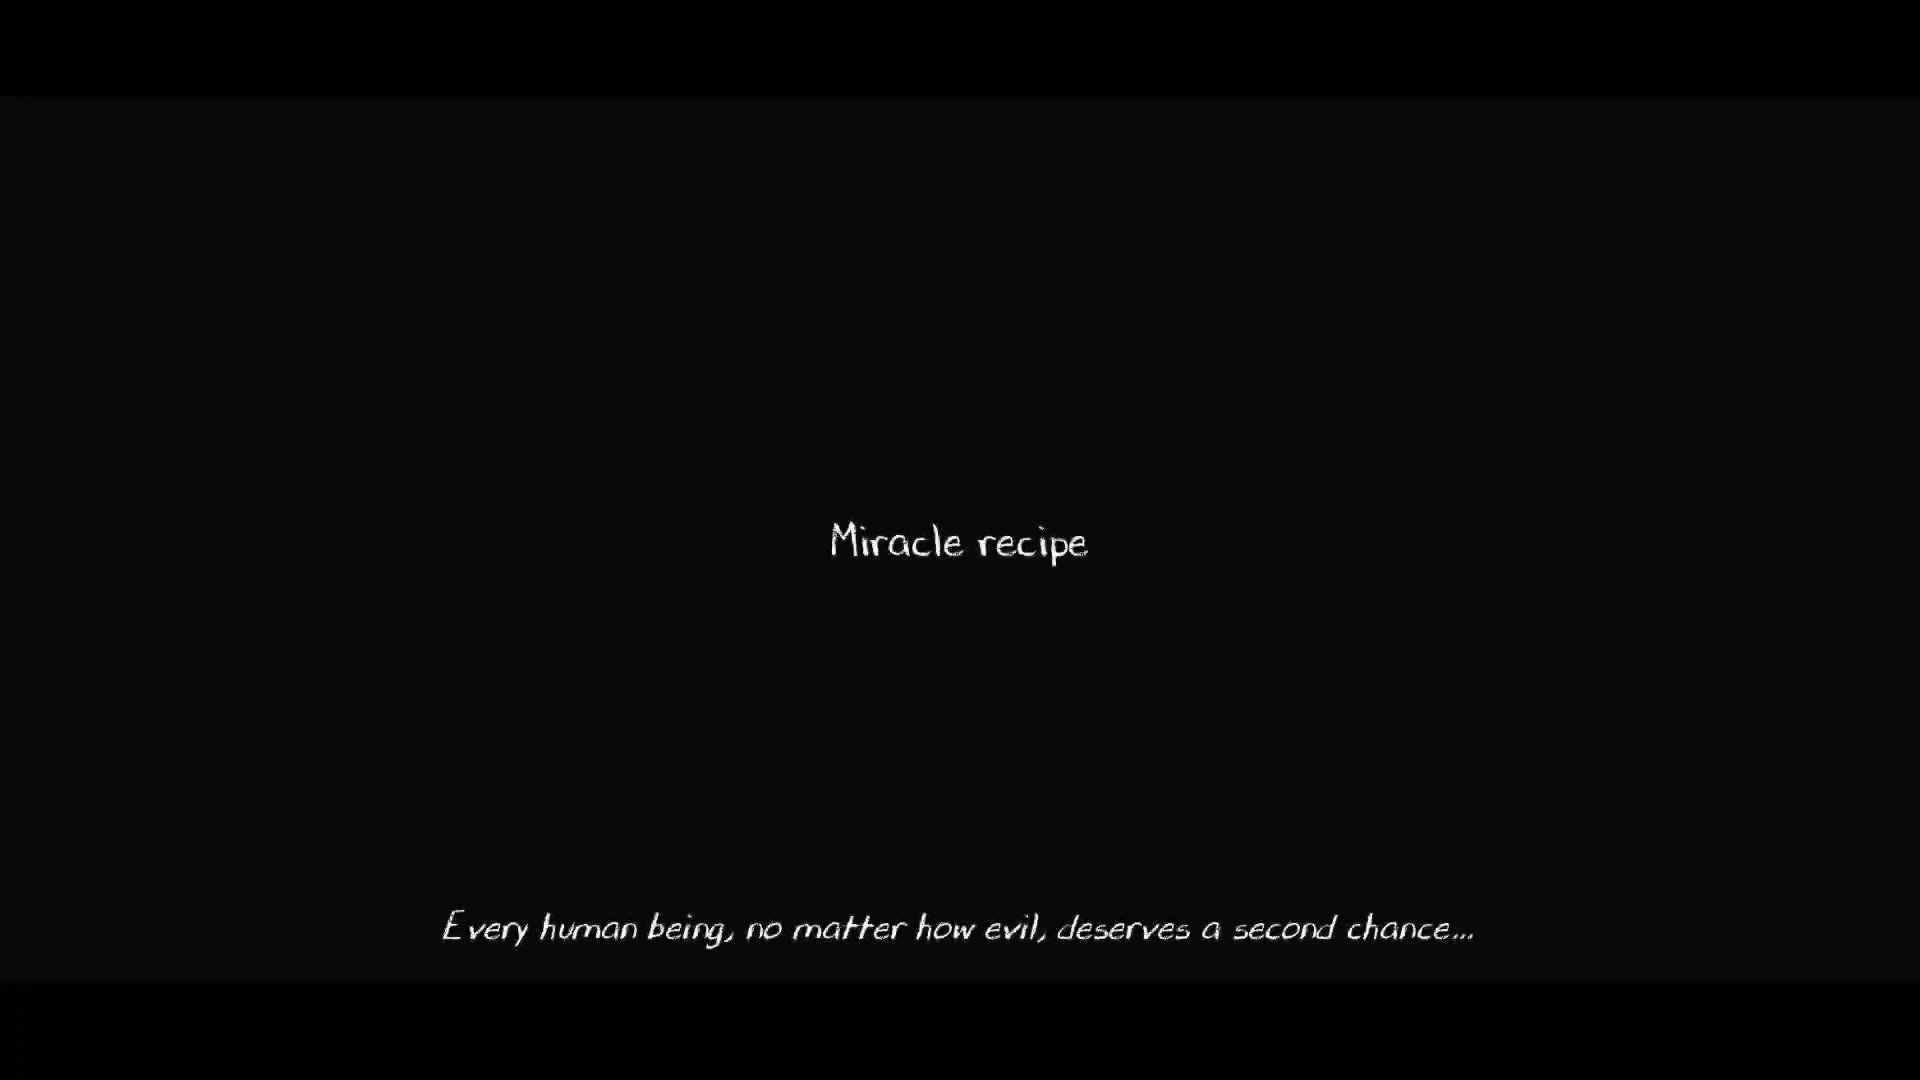 Miracle recipe
Every human being, no matter how evil, deserves a second chance...